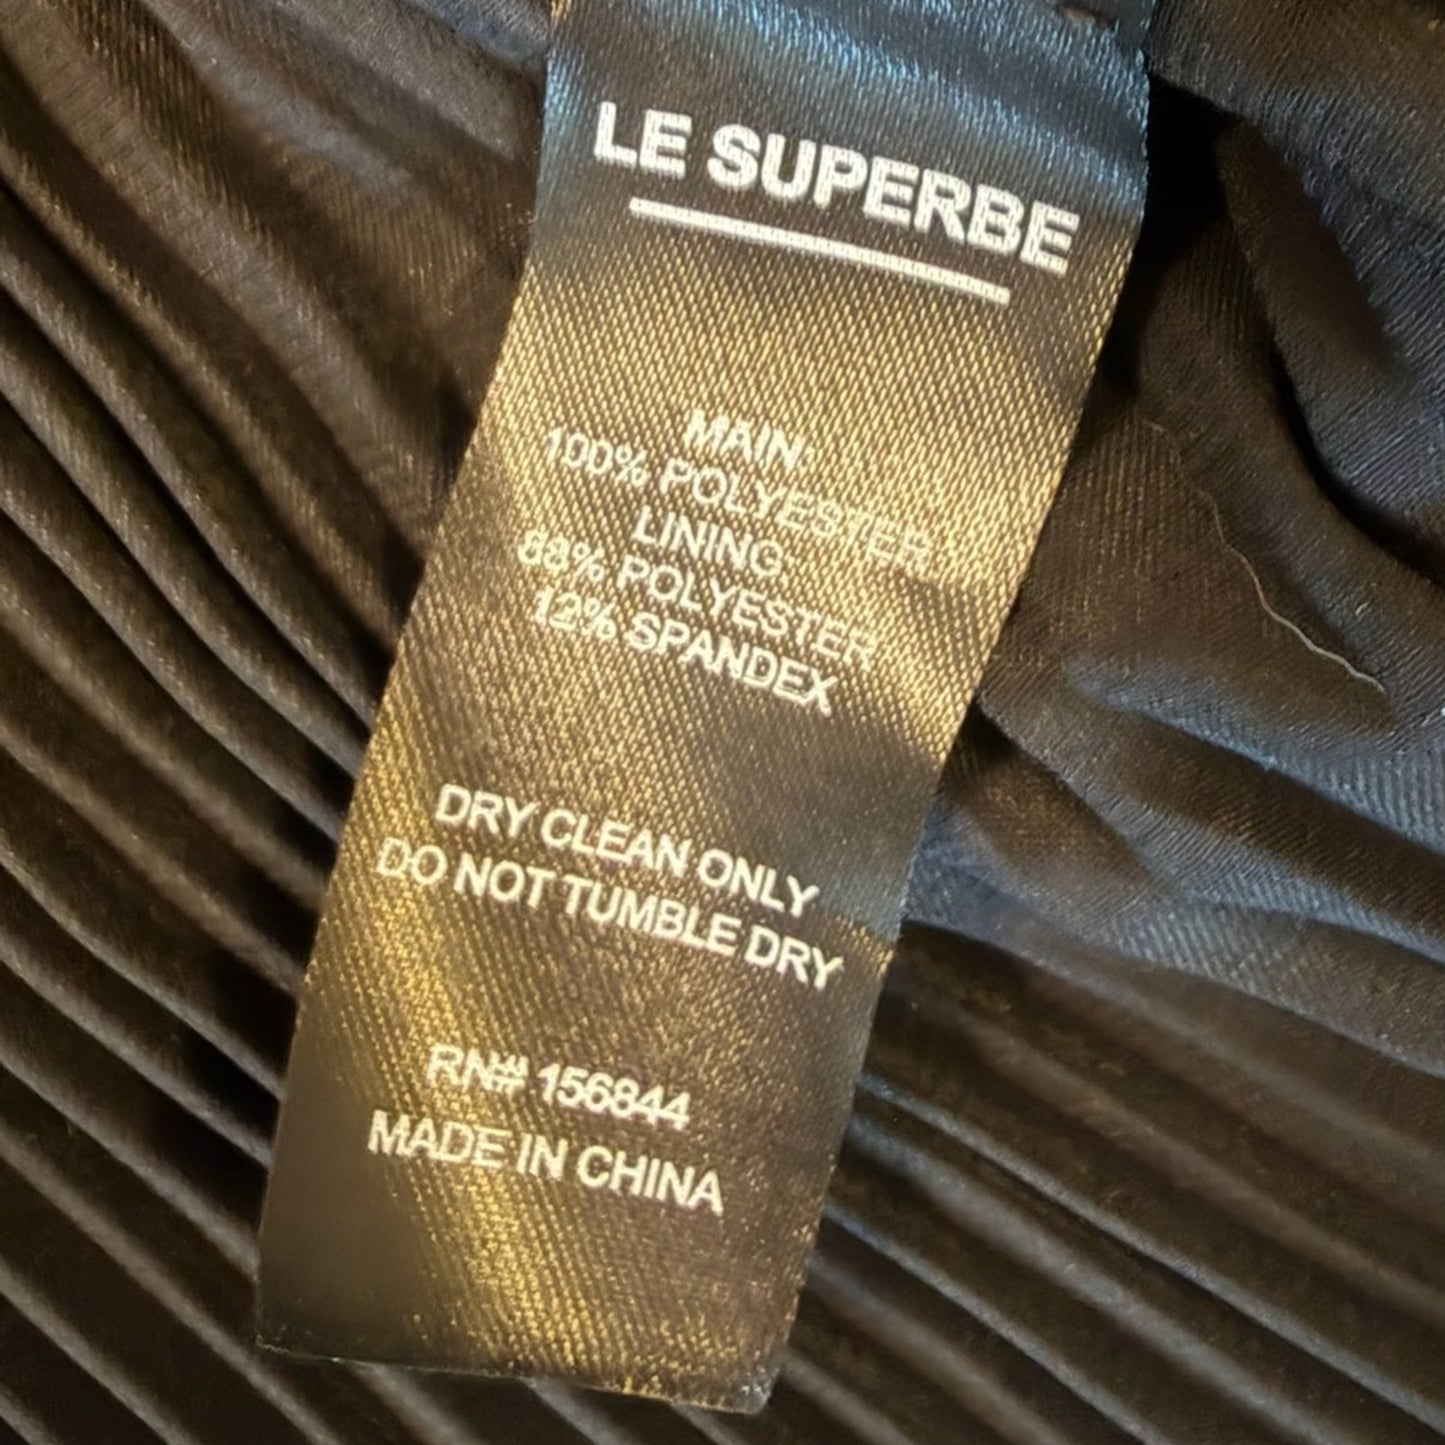 LE SUPERBE
MAIN:
100% POLYESTER
LINING:
88% POLYESTER
12% SPANDEX
DRY CLEAN ONLY
DO NOT TUMBLE DRY
RN# 156844
MADE IN CHINA